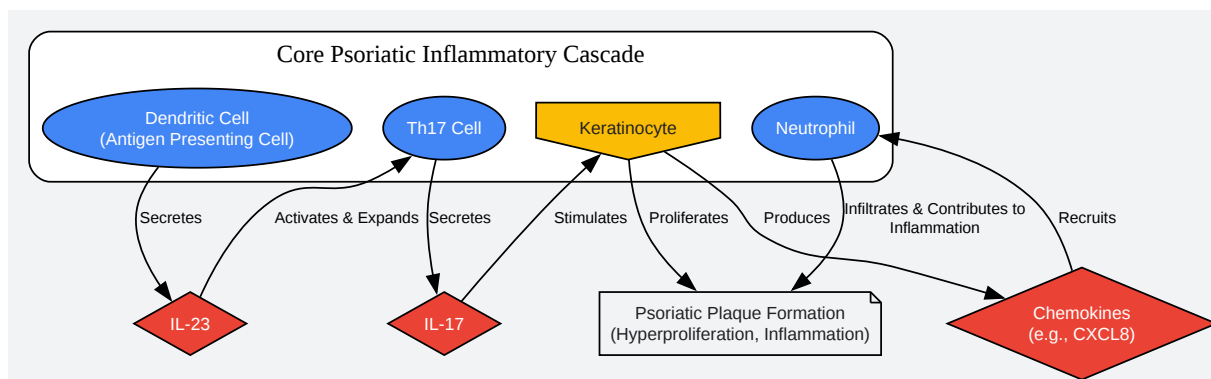 Core Psoriatic Inflammatory Cascade
Dendritic Cell
(Antigen Presenting Cell)
Th17 Cell
Keratinocyte
Neutrophil
Secretes
Activates & Expands
Secretes
Stimulates
Proliferates
Produces
Infiltrates & Contributes to
Inflammation
Recruits
IL-23
IL-17
Psoriatic Plaque Formation
(Hyperproliferation, Inflammation)
Chemokines
(e.g., CXCL8)